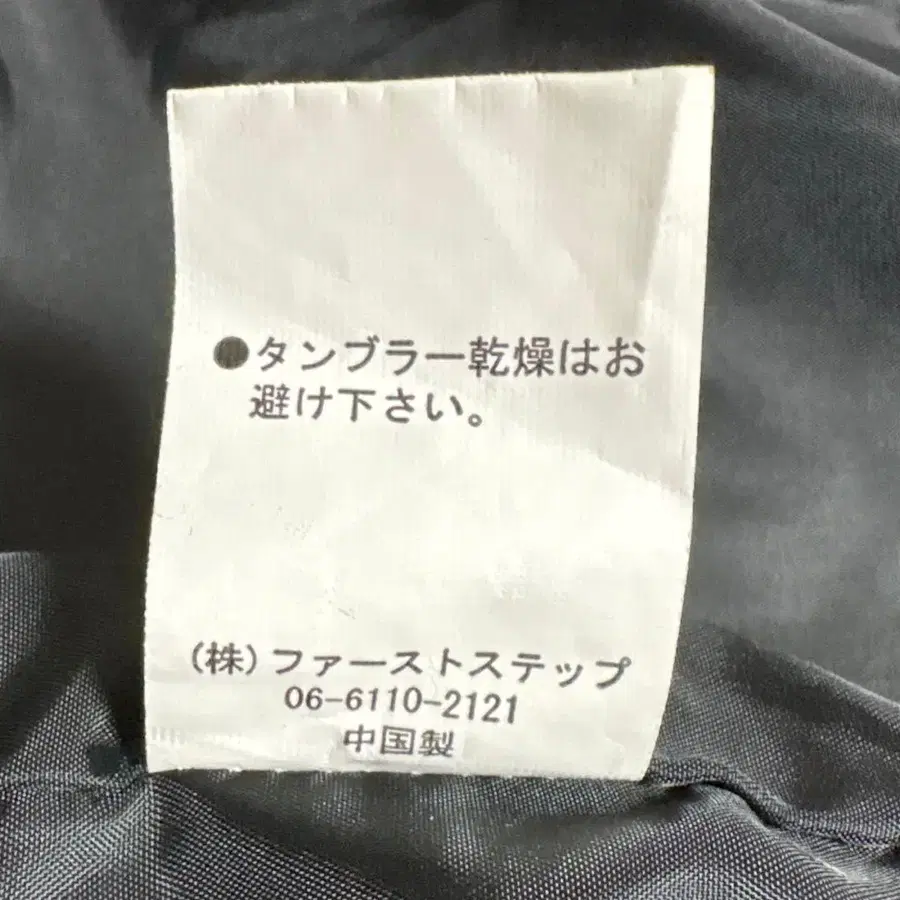 ●タンブラー乾燥はお
避け下さい。
(株)ファーストステップ
06-6110-2121
中国製